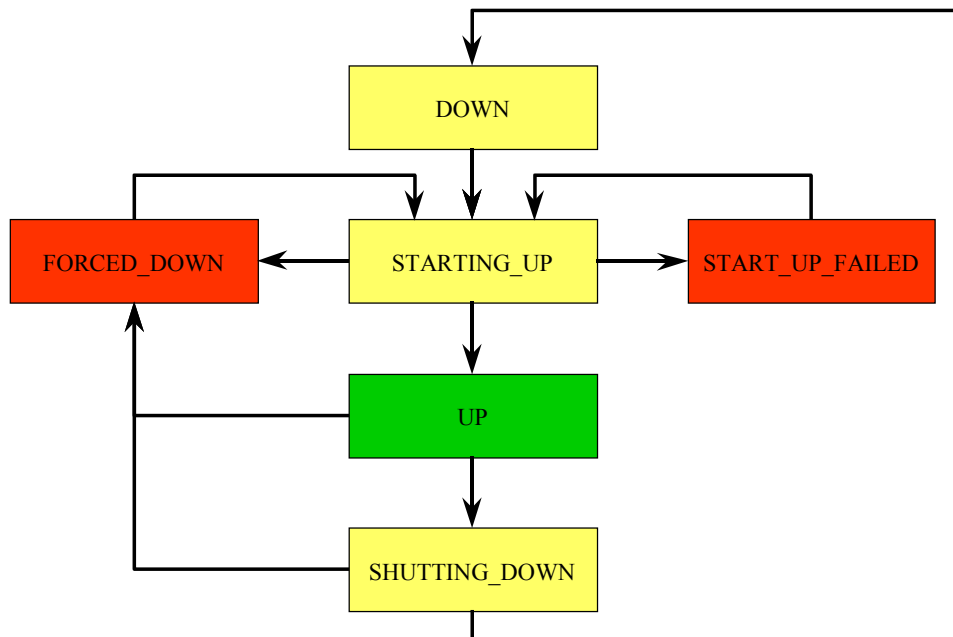 DOWN
FORCED_DOWN
STARTING_UP
START_UP_FAILED
UP
SHUTTING_DOWN